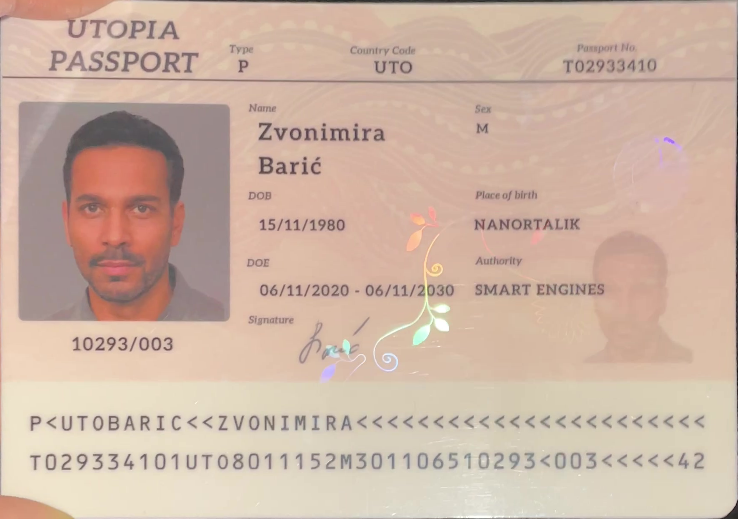 UTOPIA
PASSPORT
Type
P
Country Code
UTO
Passport No.
T02933410
Name
Zvonimira
Barić
Sex
M
DOB
15/11/1980
Place of birth
NANORTALIK
DOE
06/11/2020 - 06/11/2030
Authority
SMART ENGINES
Signature
10293/003
P<UTOBARIC<<ZVONIMIRA<<<<<<<<<<<<<<<<<<<<<<<
T029334101UTO8011152M301106510293<003<<<<<42